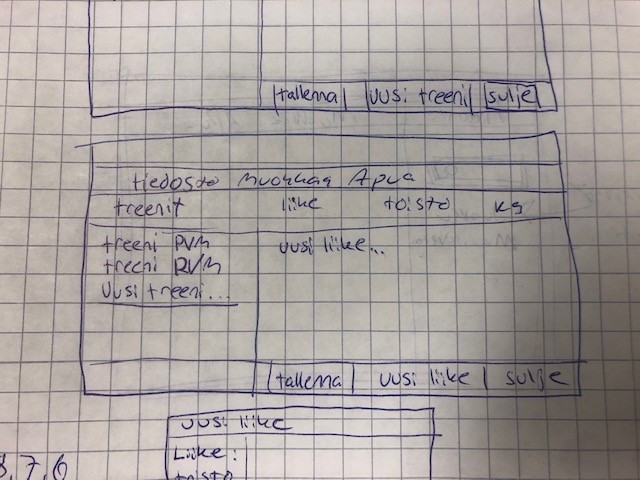 tallenna uusi treeni sulje
tiedosto muokkaa Apua
treenit liike toisto kg
treeni PVM
treeni PVM
uusi treeni...
uusi liike...
tallenna uusi liike sulje
uusi liike
Liike:
toisto
8,7,6